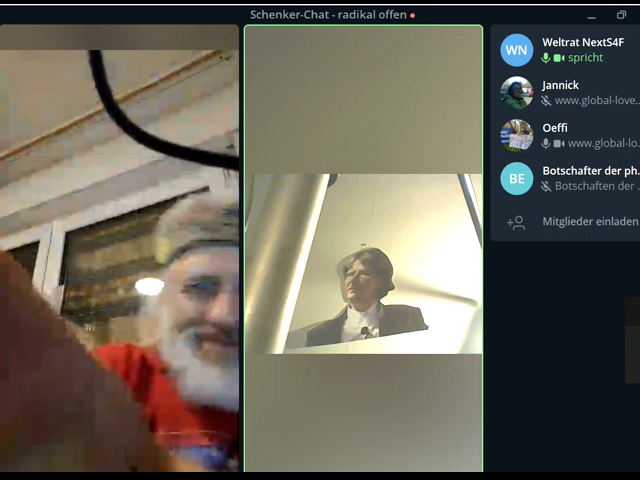 Schenker-Chat - radikal offen
WN
Weltrat NextS4F
spricht
Jannick
www.global-love...
Oeffi
www.global-lo...
BE
Botschafter der ph...
Botschaften der ...
Mitglieder einladen